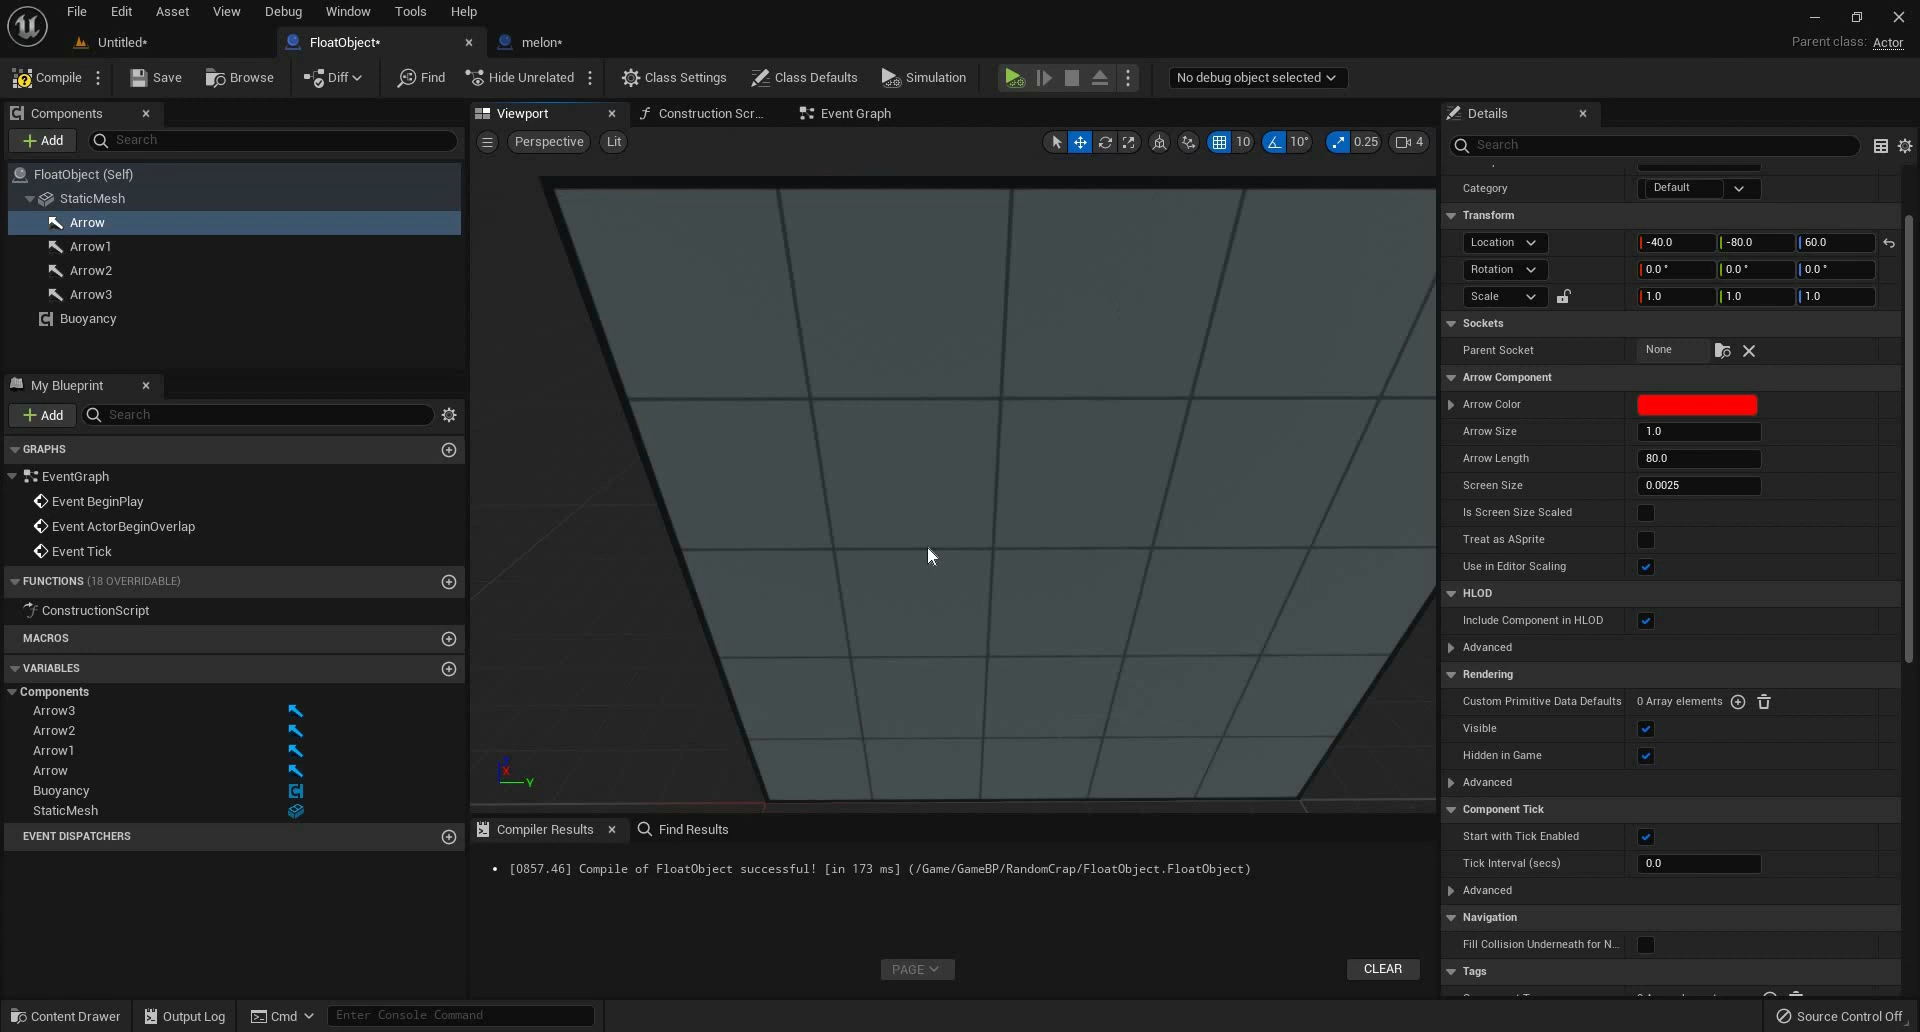 File Edit Asset View Debug Window Tools Help
Untitled* FloatObject* melon*
Parent class: Actor
Compile Save Browse Diff Find Hide Unrelated Class Settings Class Defaults Simulation No debug object selected
Components
Add Search
FloatObject (Self)
StaticMesh
Arrow
Arrow1
Arrow2
Arrow3
Buoyancy
My Blueprint
Add Search
GRAPHS
EventGraph
Event BeginPlay
Event ActorBeginOverlap
Event Tick
FUNCTIONS (18 OVERRIDABLE)
ConstructionScript
MACROS
VARIABLES
Components
Arrow3
Arrow2
Arrow1
Arrow
Buoyancy
StaticMesh
EVENT DISPATCHERS
Viewport Construction Scr... Event Graph
Perspective Lit 10 10° 0.25 4
X Y
Compiler Results Find Results
• [0857.46] Compile of FloatObject successful! [in 173 ms] (/Game/GameBP/RandomCrap/FloatObject.FloatObject)
PAGE CLEAR
Details
Search
Category Default
Transform
Location -40.0 -80.0 60.0
Rotation 0.0 ° 0.0 ° 0.0 °
Scale 1.0 1.0 1.0
Sockets
Parent Socket None
Arrow Component
Arrow Color
Arrow Size 1.0
Arrow Length 80.0
Screen Size 0.0025
Is Screen Size Scaled
Treat as ASprite
Use in Editor Scaling
HLOD
Include Component in HLOD
Advanced
Rendering
Custom Primitive Data Defaults 0 Array elements
Visible
Hidden in Game
Advanced
Component Tick
Start with Tick Enabled
Tick Interval (secs) 0.0
Advanced
Navigation
Fill Collision Underneath for N...
Tags
Content Drawer Output Log Cmd Enter Console Command Source Control Off